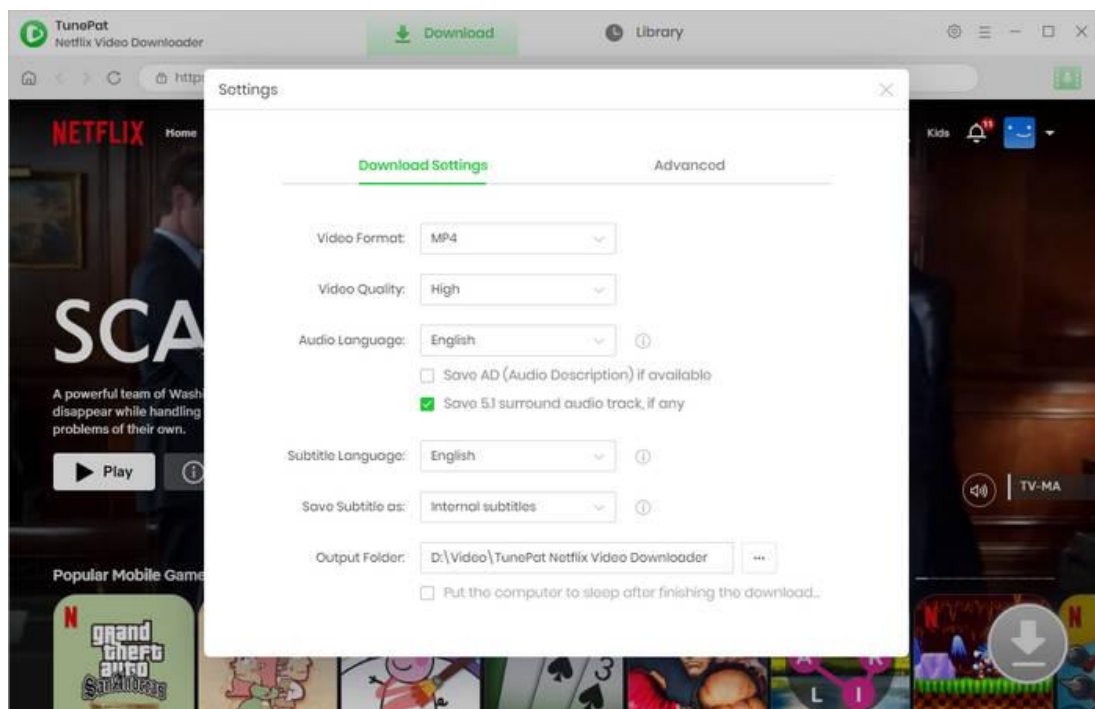 TunePat
Netflix Video Downloader
Download
Library
http
Settings
NETFLIX
Home
Kids
11
Download Settings
Advanced
Video Format: MP4
Video Quality: High
Audio Language: English
Save AD (Audio Description) if available
Save 5.1 surround audio track, if any
SCA
A powerful team of Wash
disappear while handling
problems of their own.
Play
Subtitle Language: English
Save Subtitle as: Internal subtitles
TV-MA
Output Folder: D:\Video\TunePat Netflix Video Downloader
...
Put the computer to sleep after finishing the download...
Popular Mobile Game
N
grand
theft
auto
San Andreas
3
A R
L I
N
N